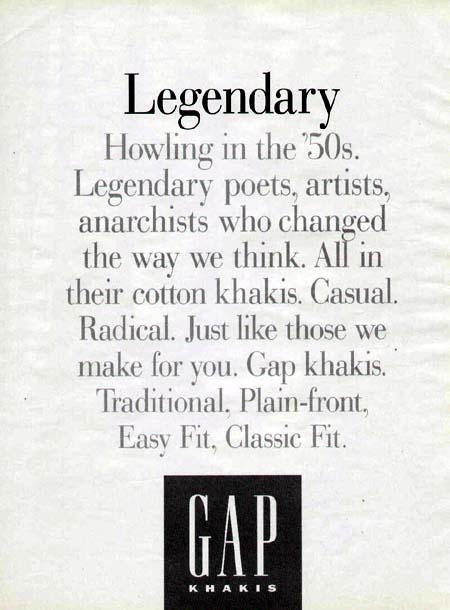 Legendary
Howling in the '50s.
Legendary poets, artists,
anarchists who changed
the way we think. All in
their cotton khakis. Casual.
Radical. Just like those we
make for you. Gap khakis.
Traditional, Plain-front,
Easy Fit, Classic Fit.
GAP
KHAKIS